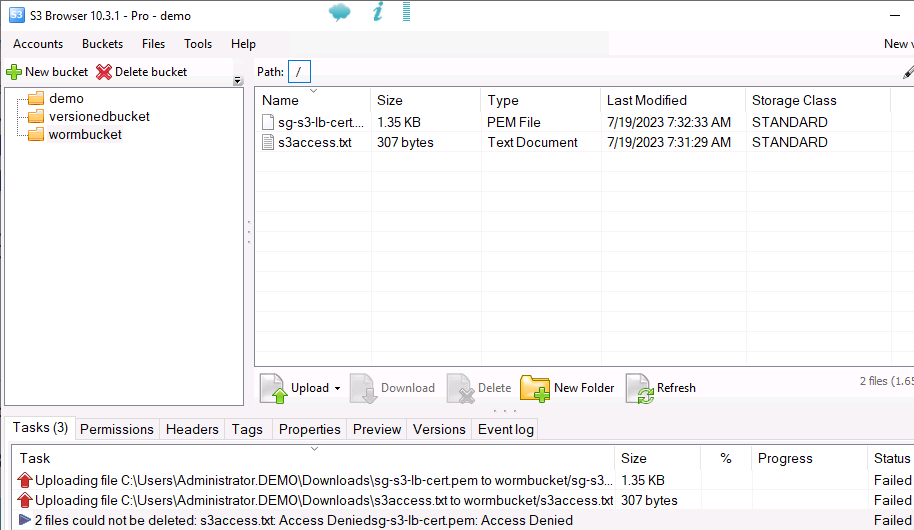 S3 Browser 10.3.1 - Pro - demo
Accounts Buckets Files Tools Help New v
New bucket Delete bucket Path: /
demo
versionedbucket
wormbucket
Name Size Type Last Modified Storage Class
sg-s3-lb-cert.... 1.35 KB PEM File 7/19/2023 7:32:33 AM STANDARD
s3access.txt 307 bytes Text Document 7/19/2023 7:31:29 AM STANDARD
Upload Download Delete New Folder Refresh 2 files (1.65
Tasks (3) Permissions Headers Tags Properties Preview Versions Event log
Task Size % Progress Status
Uploading file C:\Users\Administrator.DEMO\Downloads\sg-s3-lb-cert.pem to wormbucket/sg-s3... 1.35 KB Failed
Uploading file C:\Users\Administrator.DEMO\Downloads\s3access.txt to wormbucket/s3access.txt 307 bytes Failed
2 files could not be deleted: s3access.txt: Access Deniedsg-s3-lb-cert.pem: Access Denied Failed